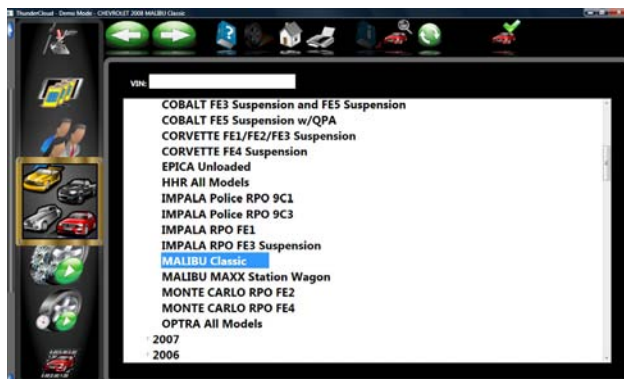 ThunderCloud - Demo Mode - CHEVROLET 2008 MALIBU Classic
VIN:
COBALT FE3 Suspension and FE5 Suspension
COBALT FE5 Suspension w/QPA
CORVETTE FE1/FE2/FE3 Suspension
CORVETTE FE4 Suspension
EPICA Unloaded
HHR All Models
IMPALA Police RPO 9C1
IMPALA Police RPO 9C3
IMPALA RPO FE1
IMPALA RPO FE3 Suspension
MALIBU Classic
MALIBU MAXX Station Wagon
MONTE CARLO RPO FE2
MONTE CARLO RPO FE4
OPTRA All Models
2007
2006